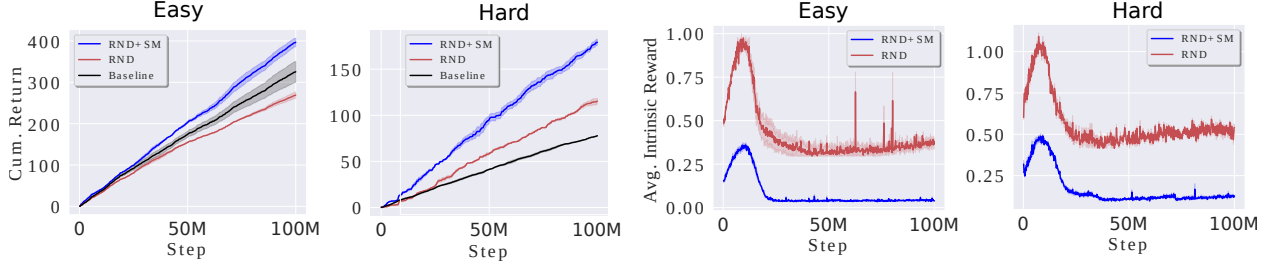 Easy
Cum. Return
400
300
200
100
0
RND+SM
RND
Baseline
0
50M
100M
Step
Hard
150
100
50
0
RND+SM
RND
Baseline
0
50M
100M
Step
Easy
Avg. Intrinsic Reward
1.00
0.75
0.50
0.25
0.00
RND+SM
RND
0
50M
100M
Step
Hard
1.00
0.75
0.50
0.25
RND+SM
RND
0
50M
100M
Step